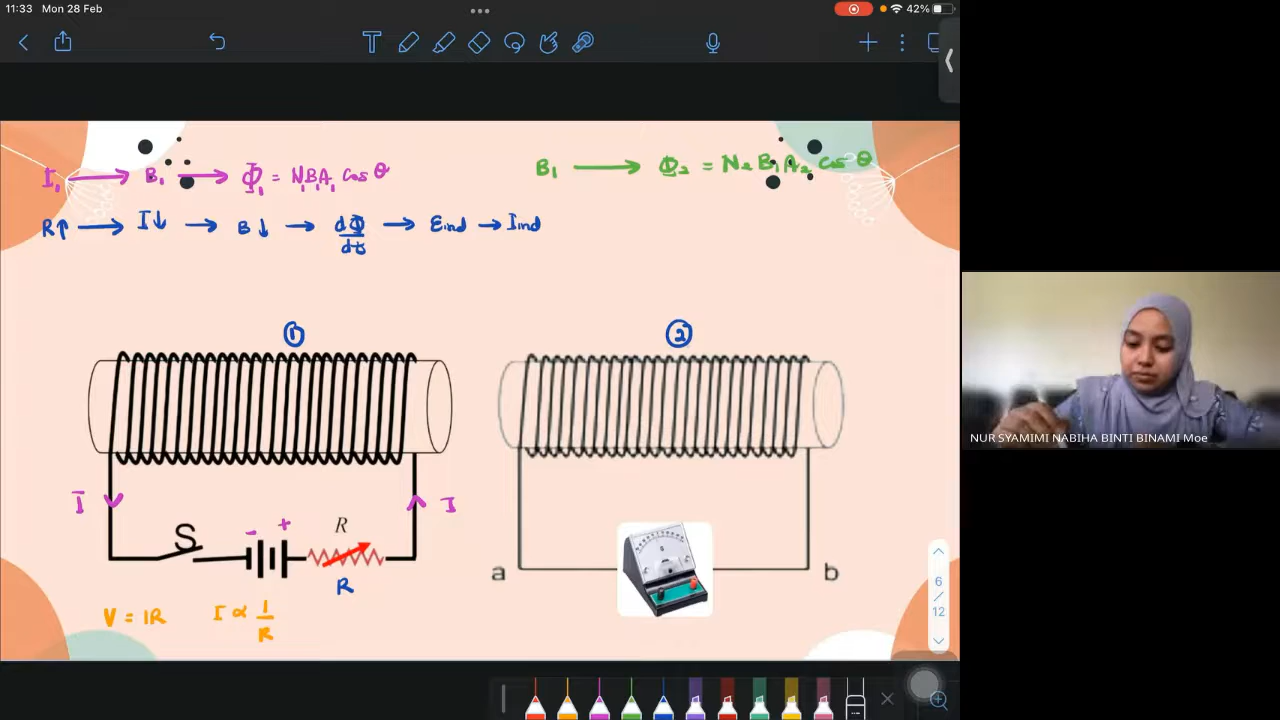 11:33 Mon 28 Feb
42%
I₁ → B₁ → Φ₁ = N₁B₁A₁ cos θ
B₁ → Φ₂ = N₂B₁A₂ cos θ
R↑ → I↓ → B↓ → dΦ/dt → Ɛind → Iind
① ②
I I
S - + R
R
a b
V = IR I ∝ 1/R
6
/
12
NUR SYAMIMI NABIHA BINTI BINAMI Moe